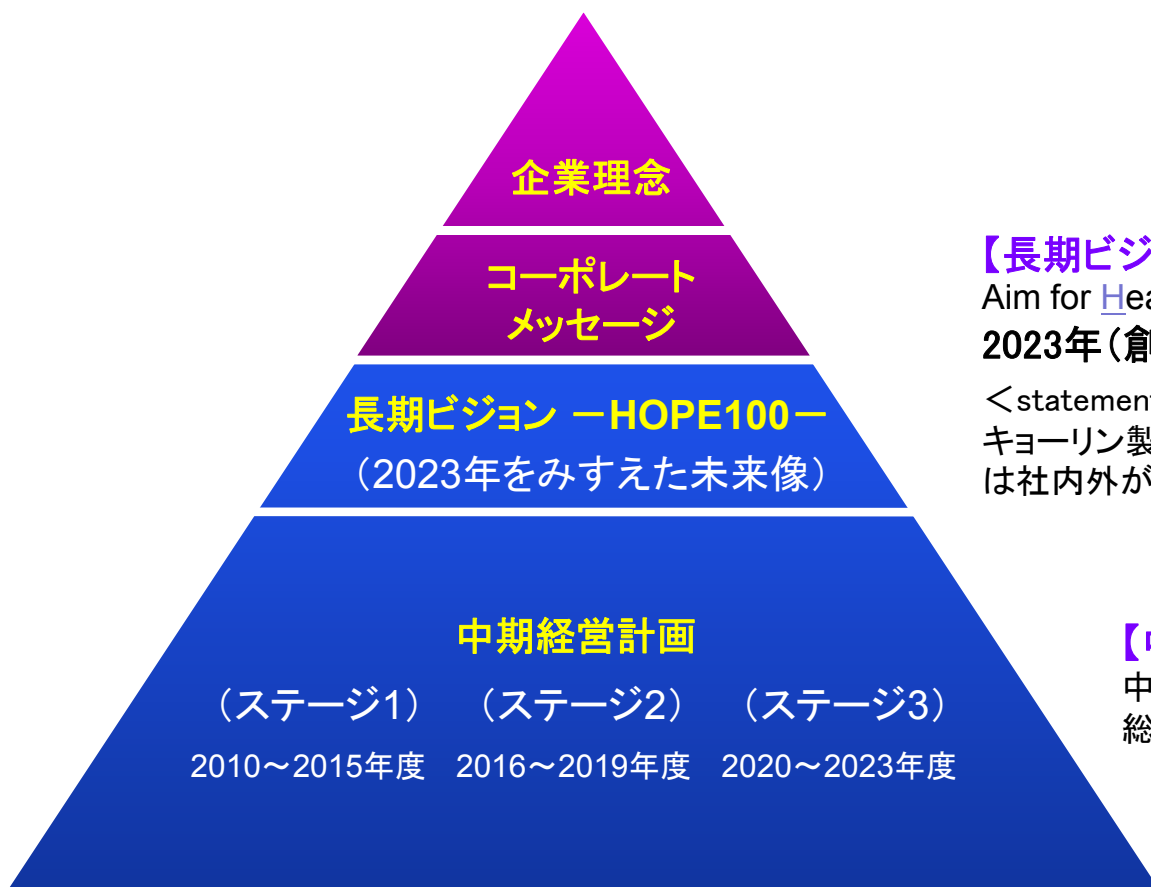 企業理念
コーポレート
メッセージ
長期ビジョン －HOPE100－
（2023年をみすえた未来像）
中期経営計画
（ステージ1） （ステージ2） （ステージ3）
2010～2015年度 2016～2019年度 2020～2023年度
【長期ビジ
Aim for Hea
2023年（創
＜statement
キョーリン製
は社内外が
【
中
総